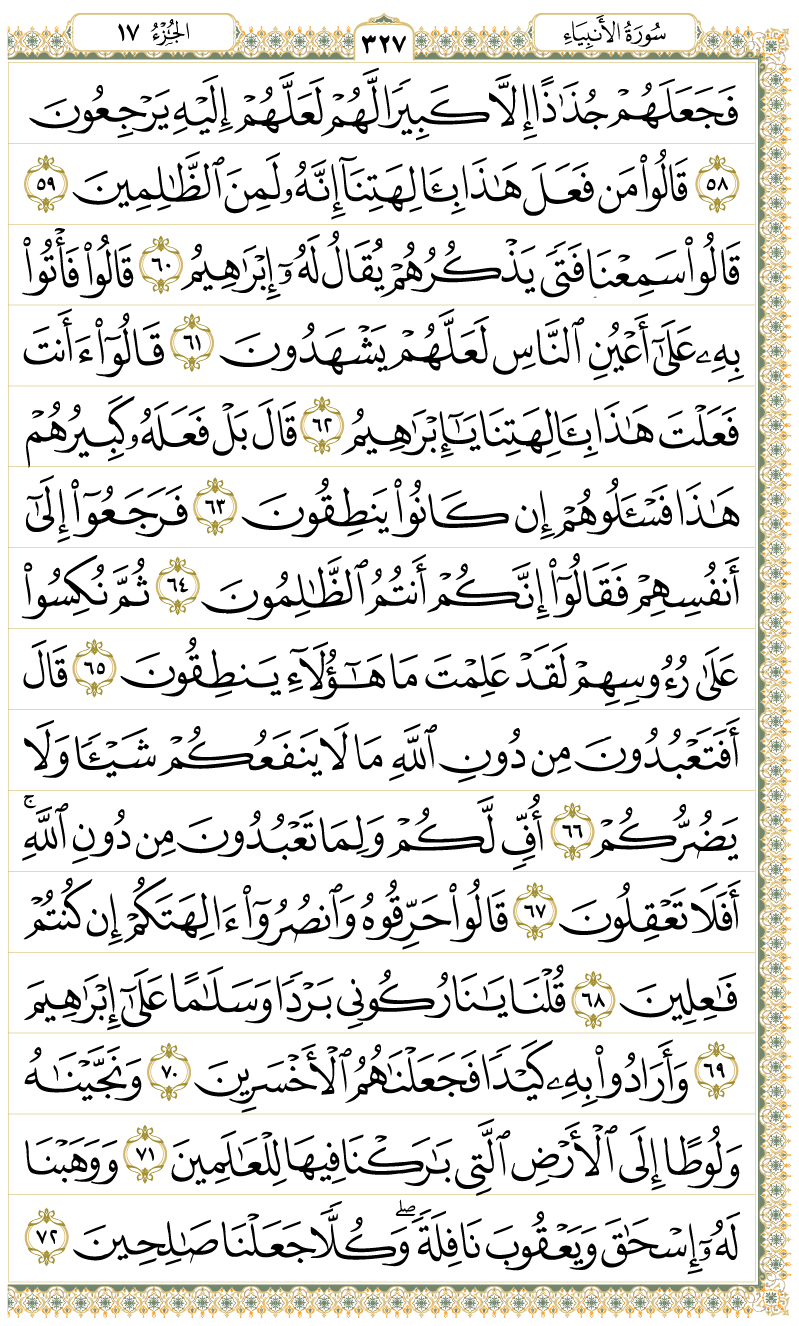 سُورَةُ الأَنبِيَاءِ ٣٢٧ الجُزْءُ ١٧
فَجَعَلَهُمْ جُذَٰذًا إِلَّا كَبِيرًا لَّهُمْ لَعَلَّهُمْ إِلَيْهِ يَرْجِعُونَ
٥٨ قَالُوا۟ مَن فَعَلَ هَٰذَا بِـَٔالِهَتِنَآ إِنَّهُۥ لَمِنَ ٱلظَّٰلِمِينَ ٥٩
قَالُوا۟ سَمِعْنَا فَتًى يَذْكُرُهُمْ يُقَالُ لَهُۥٓ إِبْرَٰهِيمُ ٦٠ قَالُوا۟ فَأْتُوا۟
بِهِۦ عَلَىٰٓ أَعْيُنِ ٱلنَّاسِ لَعَلَّهُمْ يَشْهَدُونَ ٦١ قَالُوٓا۟ ءَأَنتَ
فَعَلْتَ هَٰذَا بِـَٔالِهَتِنَا يَٰٓإِبْرَٰهِيمُ ٦٢ قَالَ بَلْ فَعَلَهُۥ كَبِيرُهُمْ
هَٰذَا فَسْـَٔلُوهُمْ إِن كَانُوا۟ يَنطِقُونَ ٦٣ فَرَجَعُوٓا۟ إِلَىٰٓ
أَنفُسِهِمْ فَقَالُوٓا۟ إِنَّكُمْ أَنتُمُ ٱلظَّٰلِمُونَ ٦٤ ثُمَّ نُكِسُوا۟
عَلَىٰ رُءُوسِهِمْ لَقَدْ عَلِمْتَ مَا هَٰٓؤُلَآءِ يَنطِقُونَ ٦٥ قَالَ
أَفَتَعْبُدُونَ مِن دُونِ ٱللَّهِ مَا لَا يَنفَعُكُمْ شَيْـًٔا وَلَا
يَضُرُّكُمْ ٦٦ أُفٍّ لَّكُمْ وَلِمَا تَعْبُدُونَ مِن دُونِ ٱللَّهِ ۚ
أَفَلَا تَعْقِلُونَ ٦٧ قَالُوا۟ حَرِّقُوهُ وَٱنصُرُوٓا۟ ءَالِهَتَكُمْ إِن كُنتُمْ
فَٰعِلِينَ ٦٨ قُلْنَا يَٰنَارُ كُونِى بَرْدًا وَسَلَٰمًا عَلَىٰٓ إِبْرَٰهِيمَ
٦٩ وَأَرَادُوا۟ بِهِۦ كَيْدًا فَجَعَلْنَٰهُمُ ٱلْأَخْسَرِينَ ٧٠ وَنَجَّيْنَٰهُ
وَلُوطًا إِلَى ٱلْأَرْضِ ٱلَّتِى بَٰرَكْنَا فِيهَا لِلْعَٰلَمِينَ ٧١ وَوَهَبْنَا
لَهُۥٓ إِسْحَٰقَ وَيَعْقُوبَ نَافِلَةً ۖ وَكُلًّا جَعَلْنَا صَٰلِحِينَ ٧٢